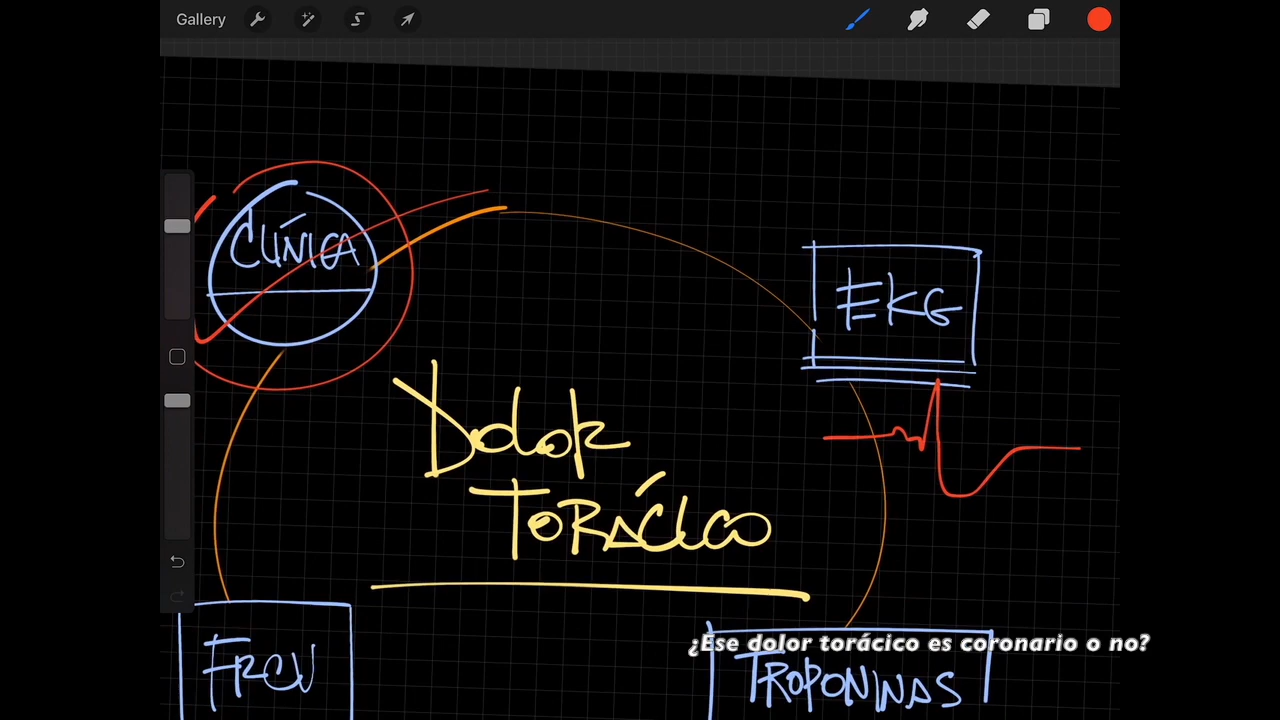 Gallery
CLÍNICA
EKG
DOLOR
TORÁCICO
¿Ese dolor torácico es coronario o no?
FRCV
TROPONINAS